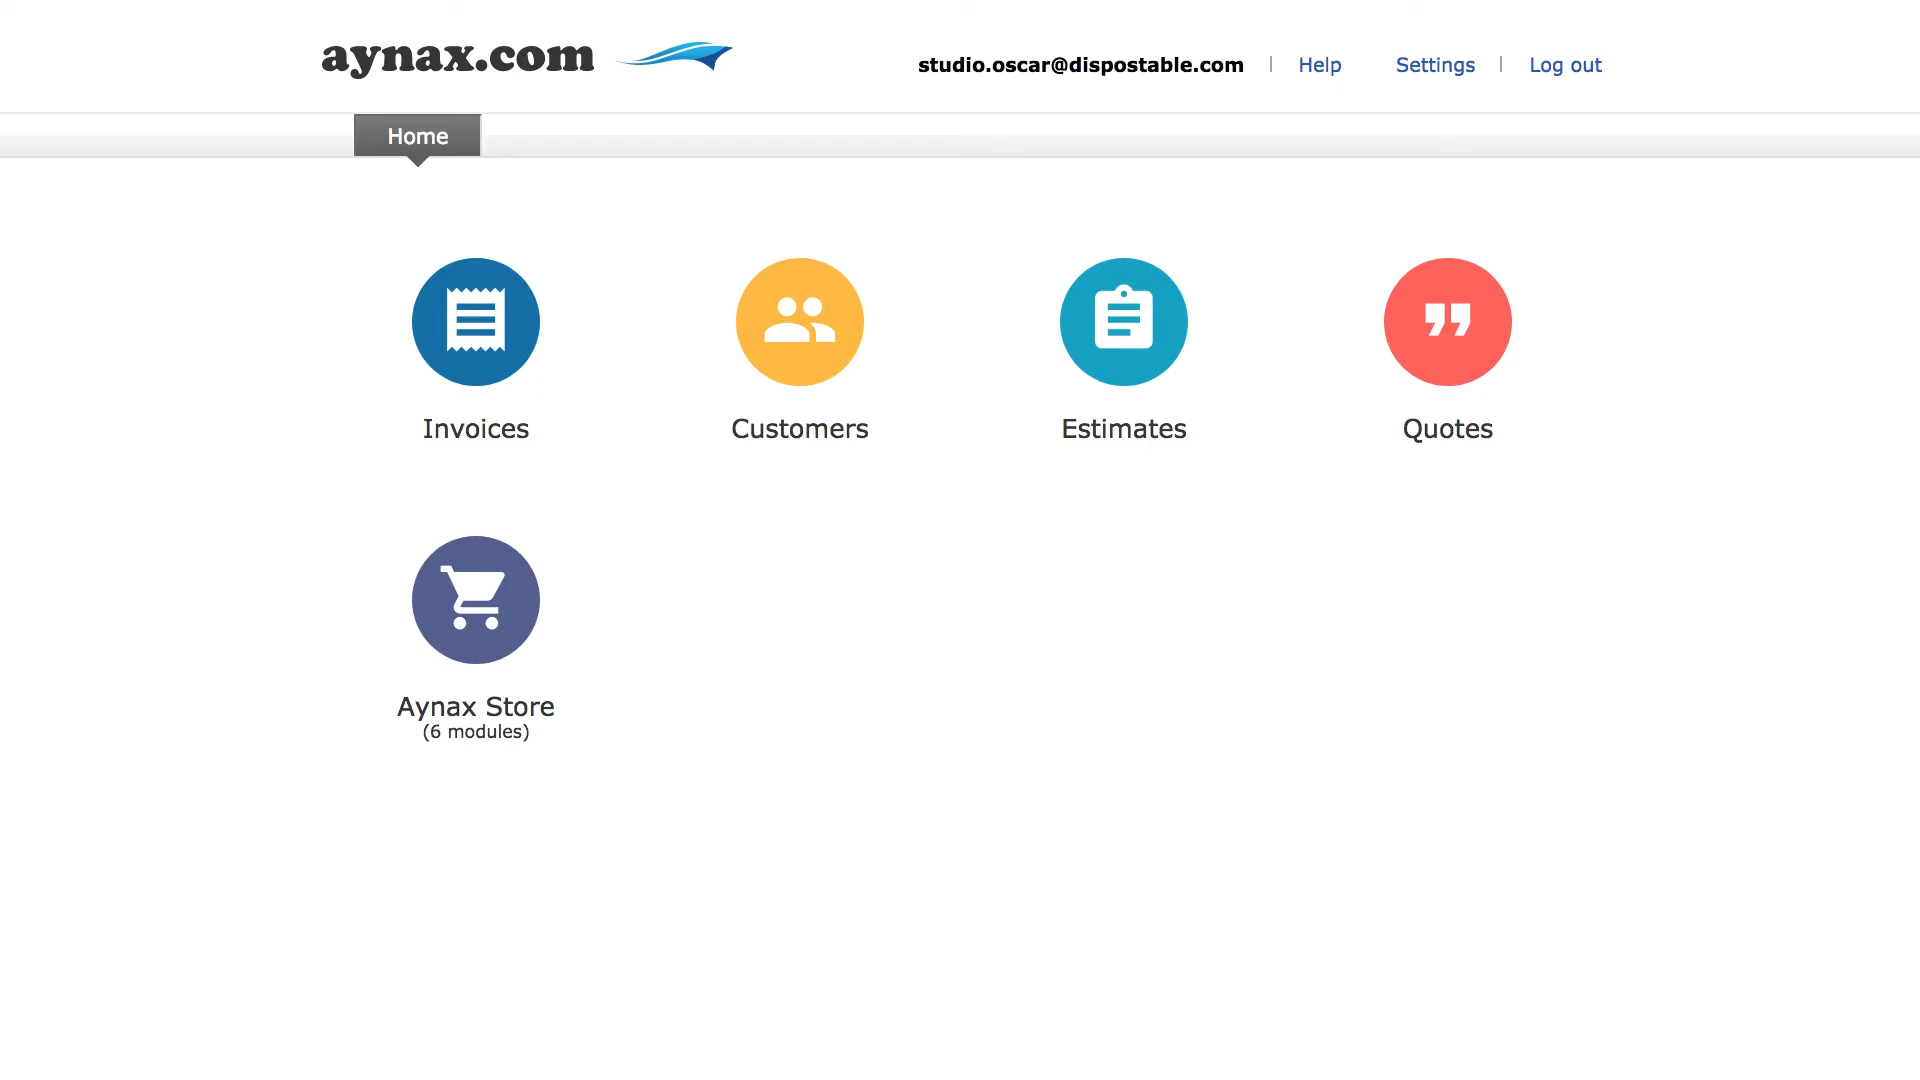 aynax.com
studio.oscar@dispostable.com | Help Settings | Log out
Home
Invoices Customers Estimates Quotes
Aynax Store
(6 modules)